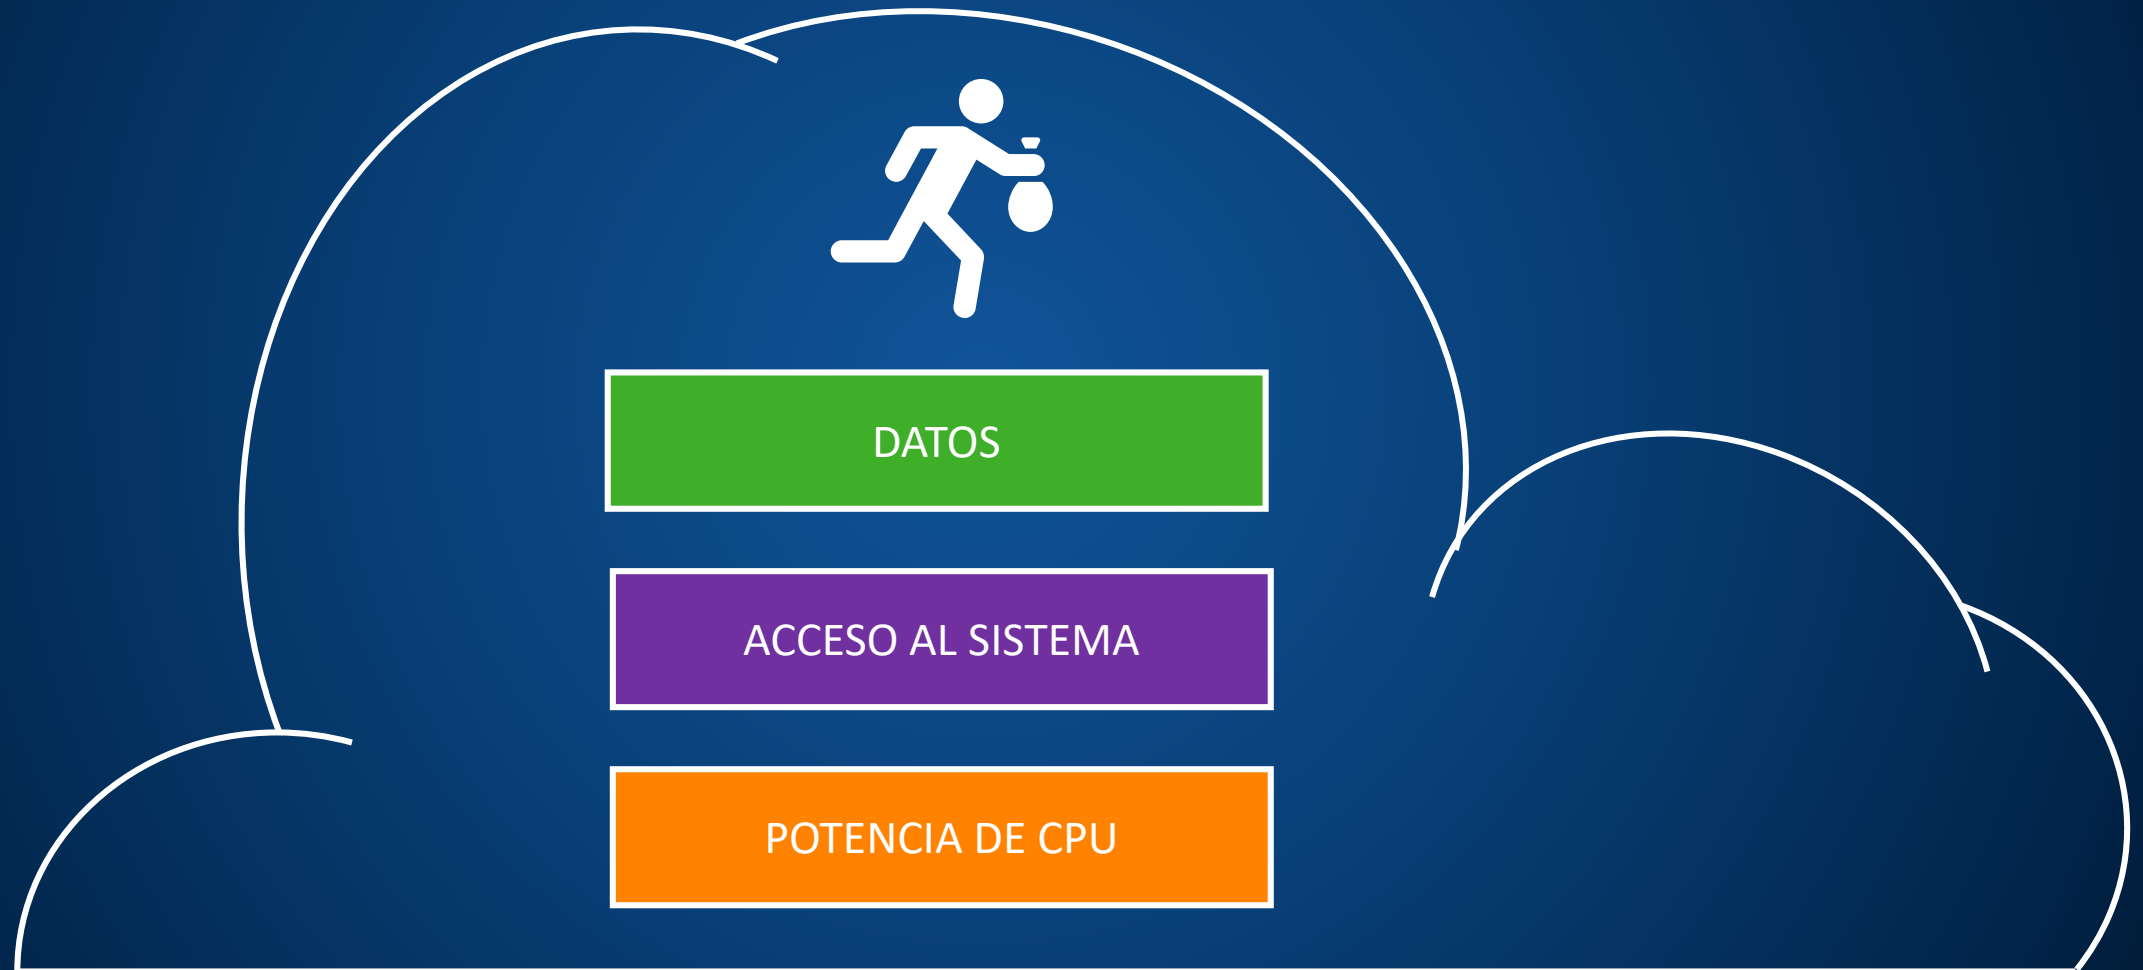 DATOS
ACCESO AL SISTEMA
POTENCIA DE CPU